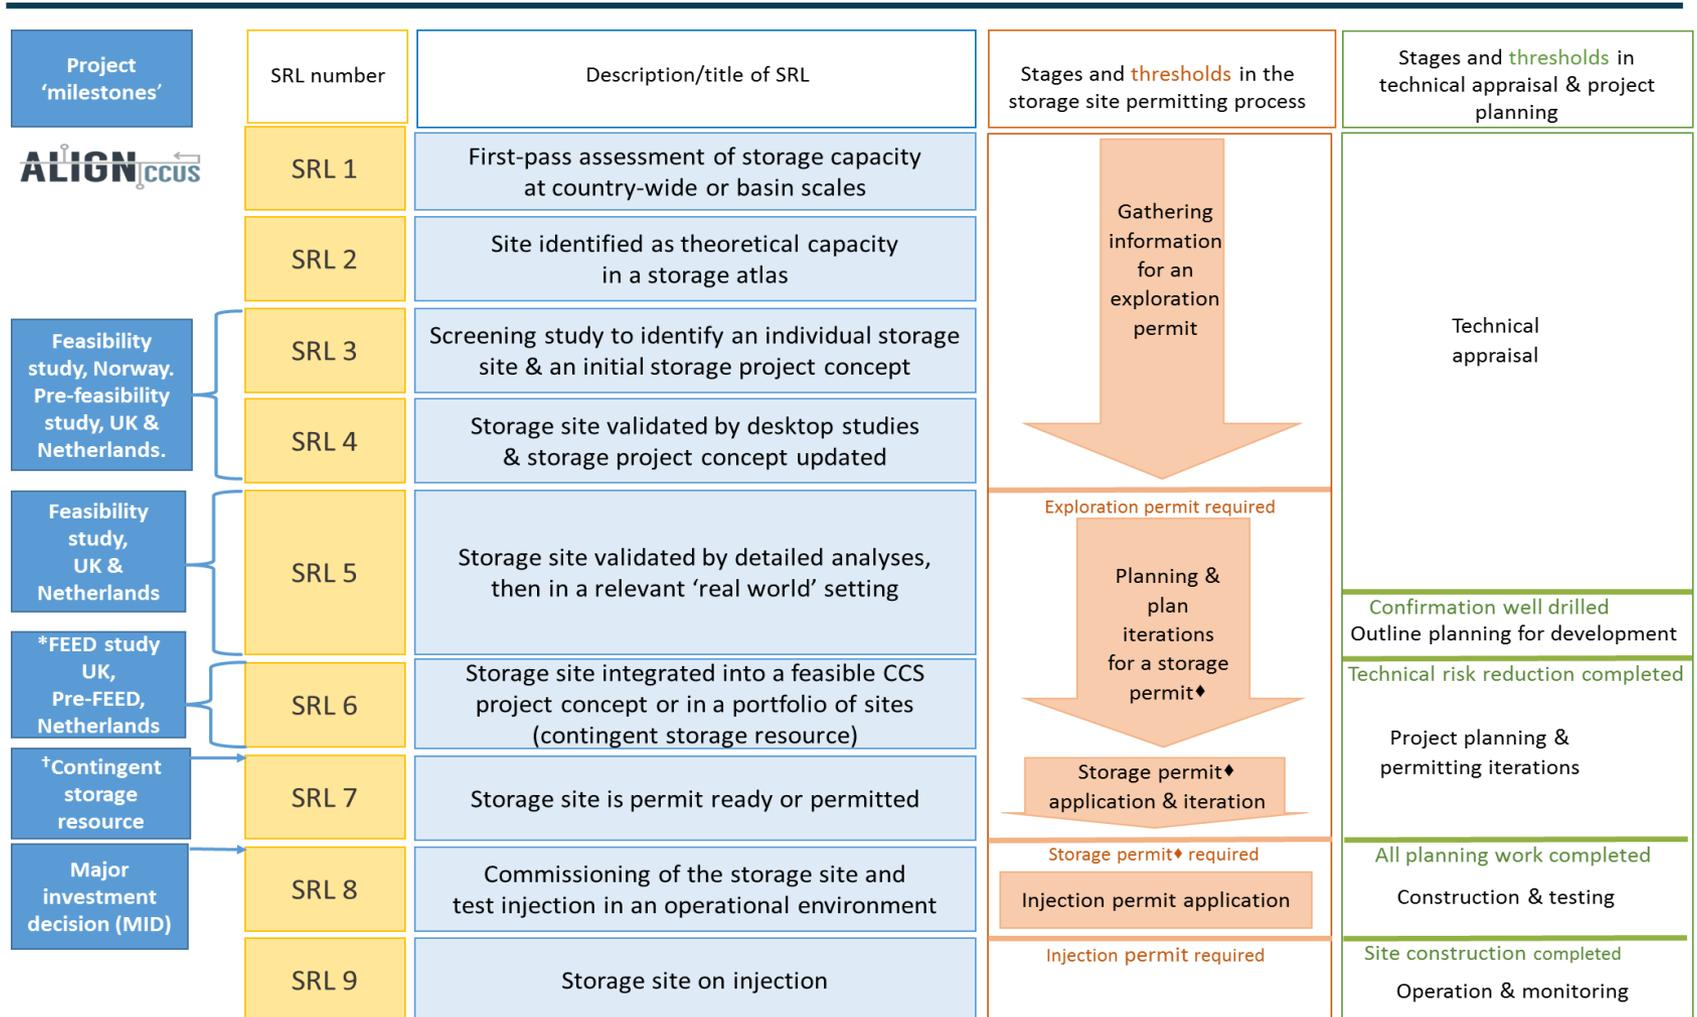 Project
‘milestones’
SRL number
Description/title of SRL
Stages and thresholds in the
storage site permitting process
Stages and thresholds in
technical appraisal & project
planning
ALIGN CCUS
SRL 1
First-pass assessment of storage capacity
at country-wide or basin scales
Gathering
information
for an
exploration
permit
Technical
appraisal
SRL 2
Site identified as theoretical capacity
in a storage atlas
Feasibility
study, Norway.
Pre-feasibility
study, UK &
Netherlands.
SRL 3
Screening study to identify an individual storage
site & an initial storage project concept
SRL 4
Storage site validated by desktop studies
& storage project concept updated
Feasibility
study,
UK &
Netherlands
SRL 5
Storage site validated by detailed analyses,
then in a relevant ‘real world’ setting
Exploration permit required
Planning &
plan
iterations
for a storage
permit♦
Confirmation well drilled
Outline planning for development
*FEED study
UK,
Pre-FEED,
Netherlands
SRL 6
Storage site integrated into a feasible CCS
project concept or in a portfolio of sites
(contingent storage resource)
Technical risk reduction completed
Project planning &
permitting iterations
†Contingent
storage
resource
SRL 7
Storage site is permit ready or permitted
Storage permit♦
application & iteration
Major
investment
decision (MID)
SRL 8
Commissioning of the storage site and
test injection in an operational environment
Storage permit♦ required
Injection permit application
All planning work completed
Construction & testing
SRL 9
Storage site on injection
Injection permit required
Site construction completed
Operation & monitoring